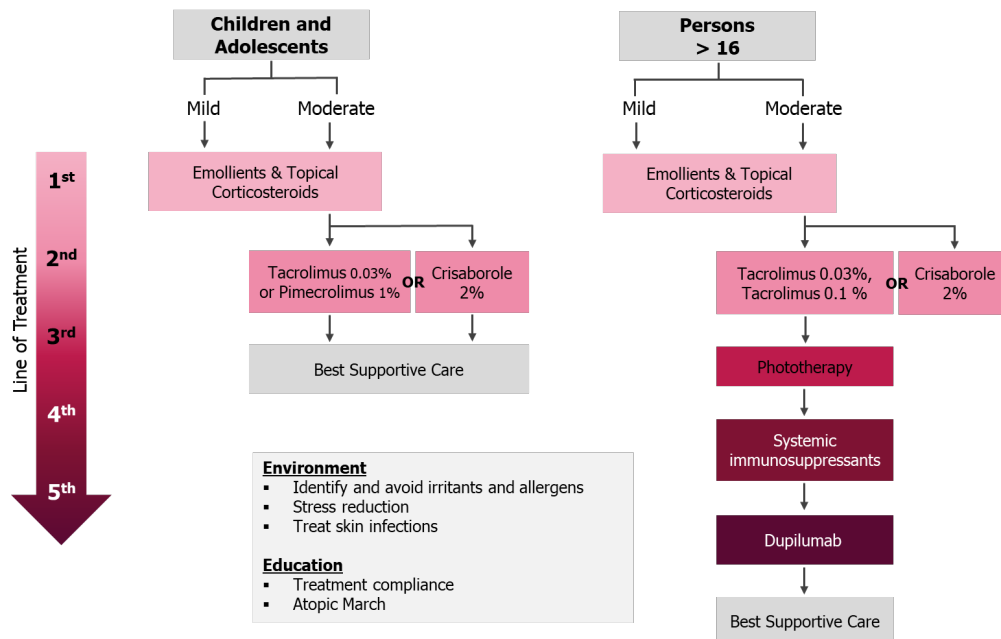 Children and
Adolescents
Mild
Moderate
Emollients & Topical
Corticosteroids
Tacrolimus 0.03%
or Pimecrolimus 1%
OR
Crisaborole
2%
Best Supportive Care
Persons
> 16
Mild
Moderate
Emollients & Topical
Corticosteroids
Tacrolimus 0.03%,
Tacrolimus 0.1 %
OR
Crisaborole
2%
Phototherapy
Systemic
immunosuppressants
Dupilumab
Best Supportive Care
Line of Treatment
1st
2nd
3rd
4th
5th
Environment
▪ Identify and avoid irritants and allergens
▪ Stress reduction
▪ Treat skin infections
Education
▪ Treatment compliance
▪ Atopic March